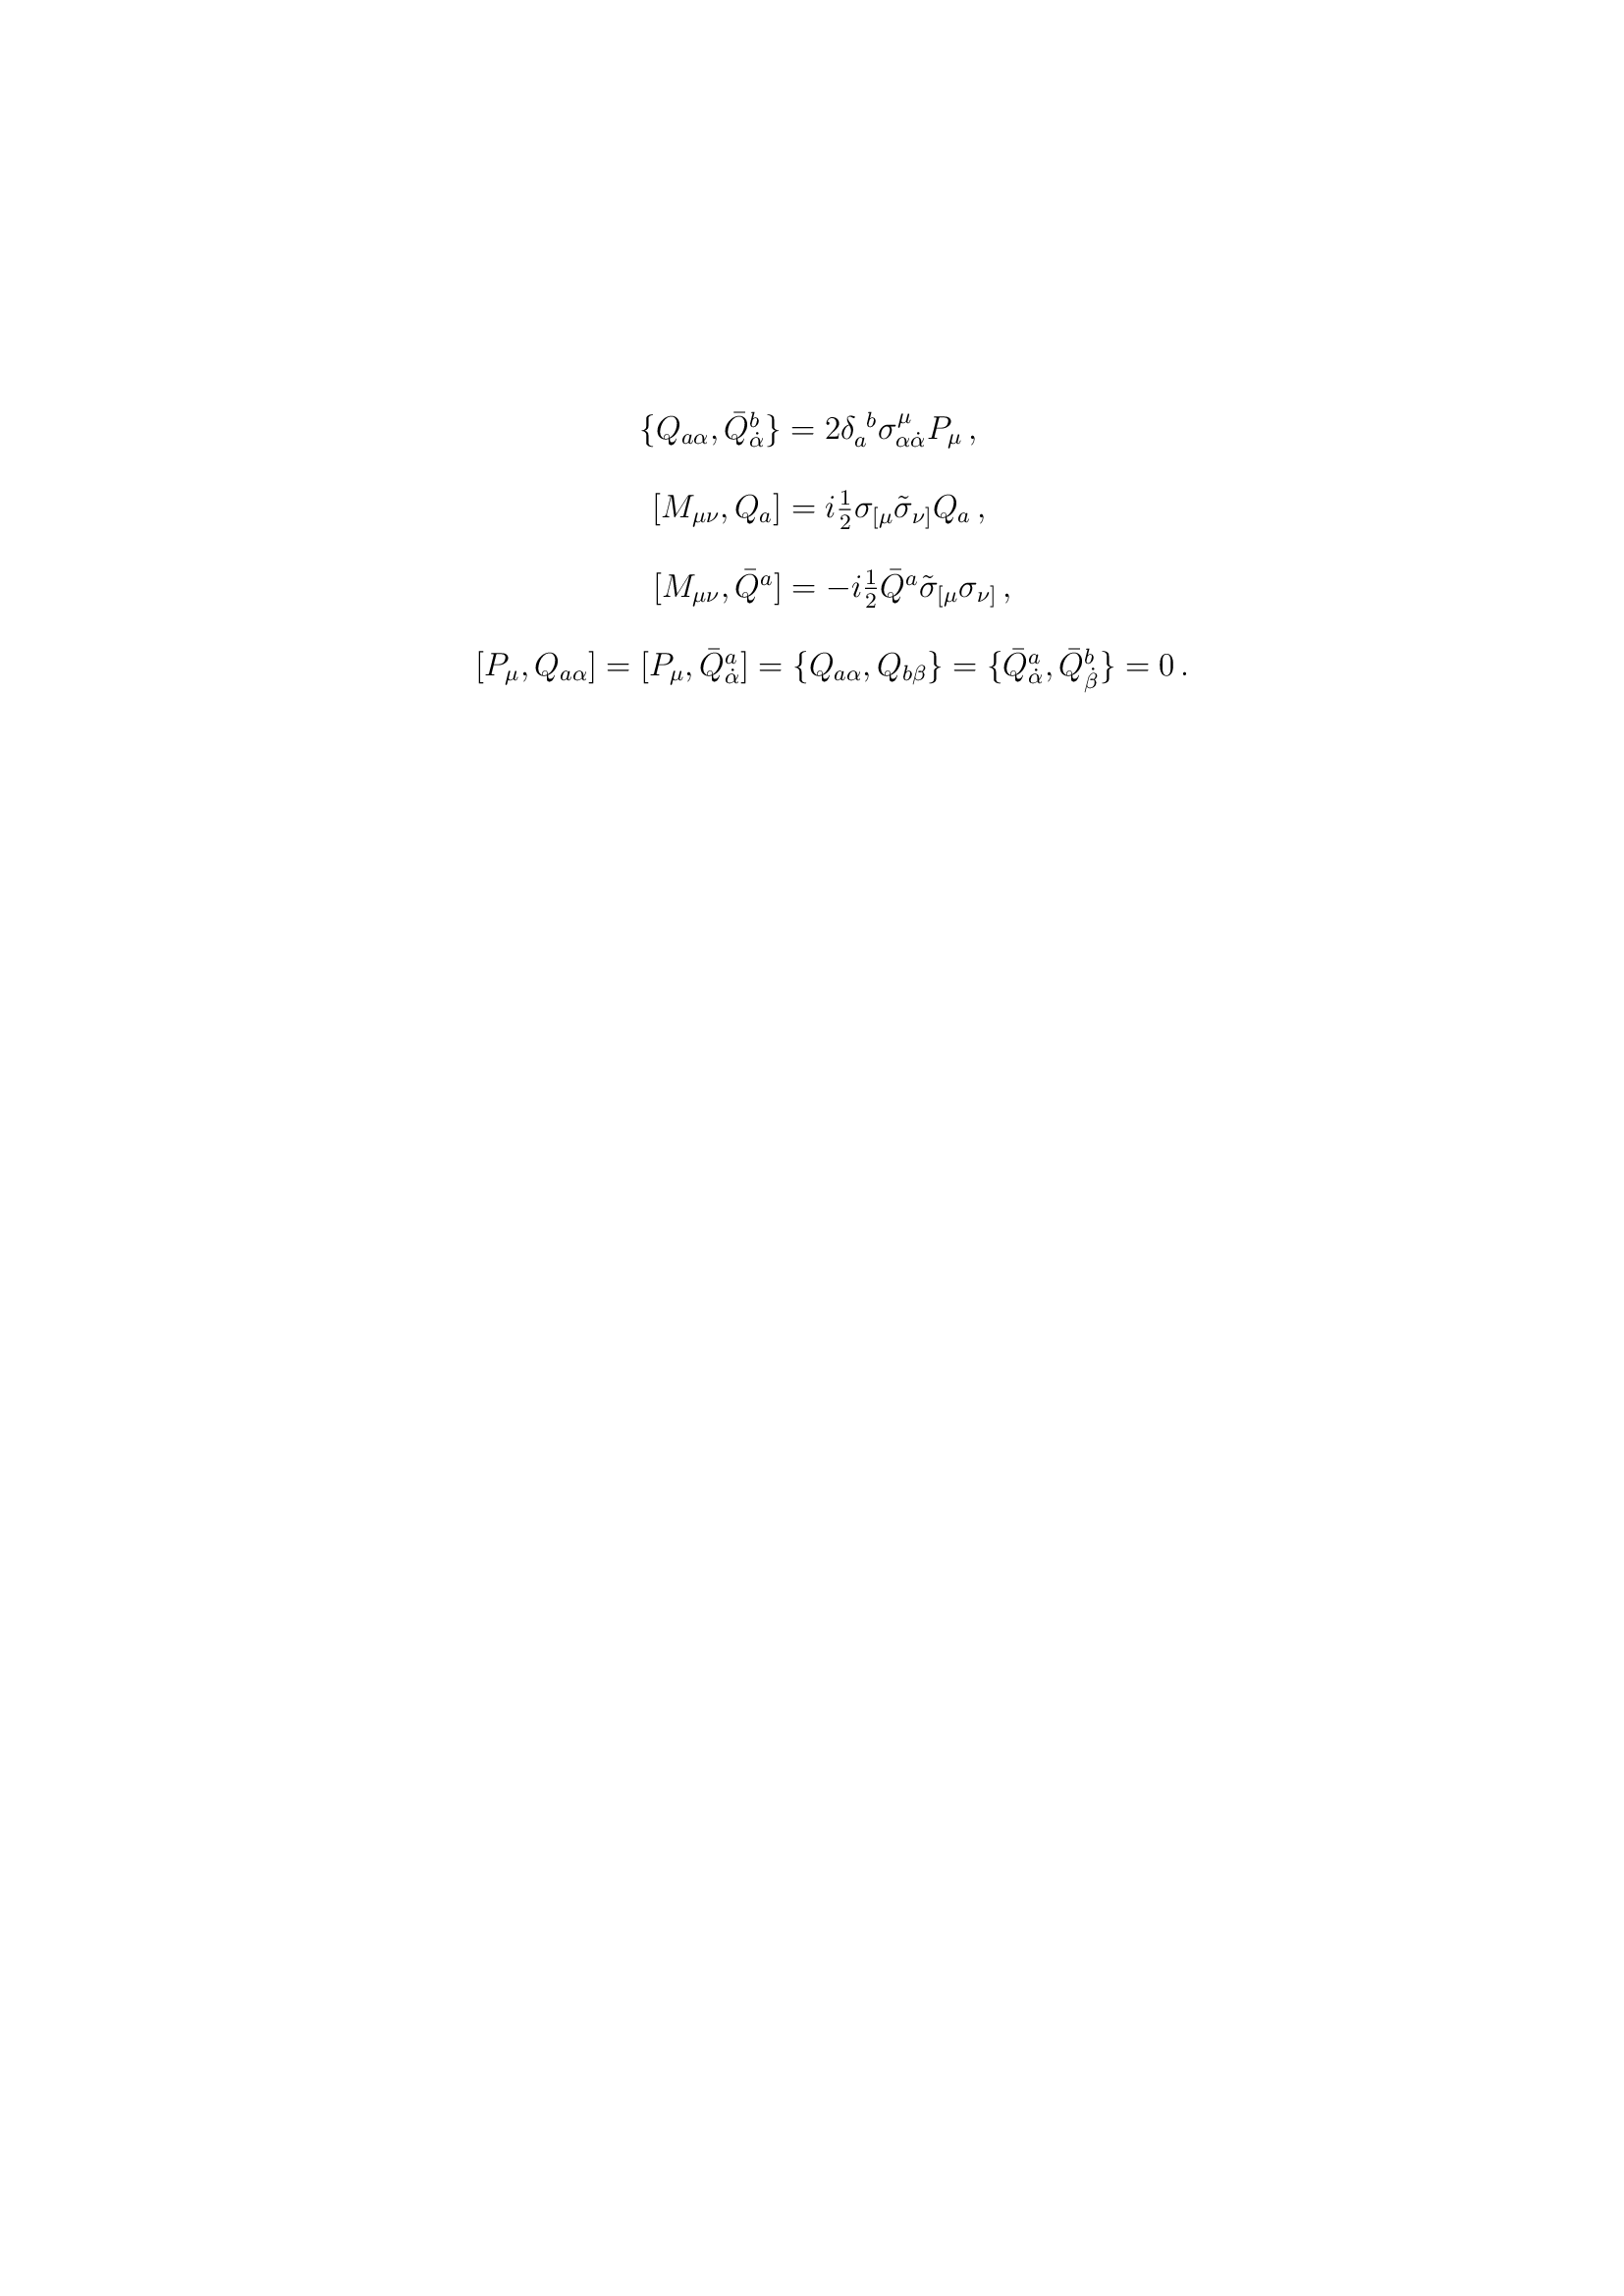 $\{Q_{a\alpha}, \bar{Q}^{b}_{\dot{\alpha}}\} = 2\delta_{a}{}^{b}\sigma^{\mu}_{\alpha\dot{\alpha}}P_{\mu}\,,$
$[M_{\mu\nu}, Q_{a}] = i\tfrac{1}{2}\sigma_{[\mu}\tilde{\sigma}_{\nu]}Q_{a}\,,$
$[M_{\mu\nu}, \bar{Q}^{a}] = -i\tfrac{1}{2}\bar{Q}^{a}\tilde{\sigma}_{[\mu}\sigma_{\nu]}\,,$
$[P_{\mu}, Q_{a\alpha}] = [P_{\mu}, \bar{Q}^{a}_{\dot{\alpha}}] = \{Q_{a\alpha}, Q_{b\beta}\} = \{\bar{Q}^{a}_{\dot{\alpha}}, \bar{Q}^{b}_{\dot{\beta}}\} = 0\,.$